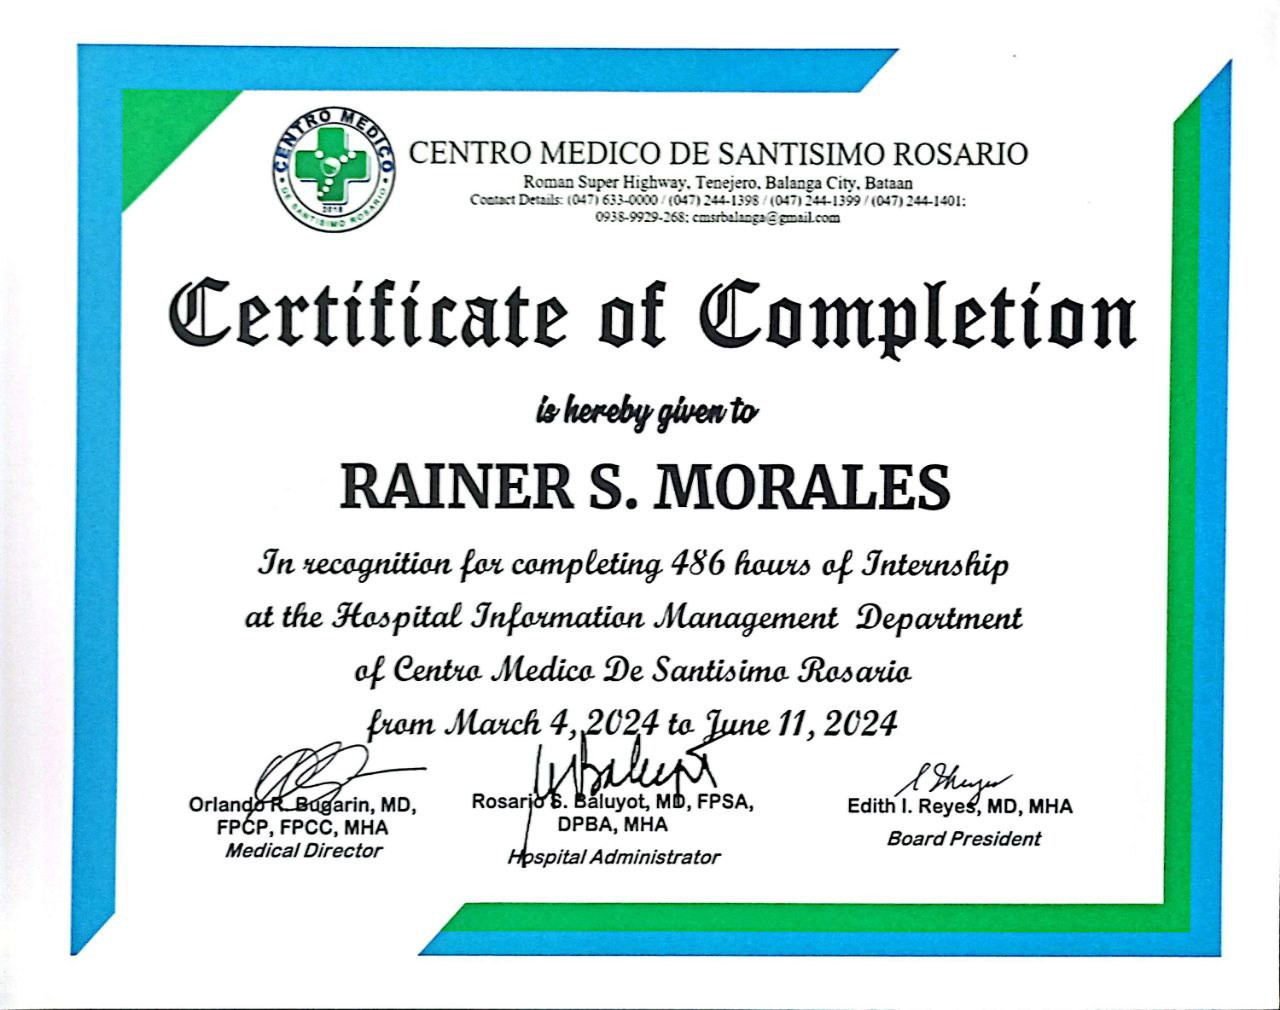 CENTRO MEDICO
DE SANTISIMO ROSARIO
2018
CENTRO MEDICO DE SANTISIMO ROSARIO
Roman Super Highway, Tenejero, Balanga City, Bataan
Contact Details: (047) 633-0000 / (047) 244-1398 / (047) 244-1399 / (047) 244-1401;
0938-9929-268; cmsrbalanga@gmail.com
Certificate of Completion
is hereby given to
RAINER S. MORALES
In recognition for completing 486 hours of Internship
at the Hospital Information Management Department
of Centro Medico De Santisimo Rosario
from March 4, 2024 to June 11, 2024
Orlando R. Bugarin, MD,
FPCP, FPCC, MHA
Medical Director
Rosario S. Baluyot, MD, FPSA,
DPBA, MHA
Hospital Administrator
Edith I. Reyes, MD, MHA
Board President